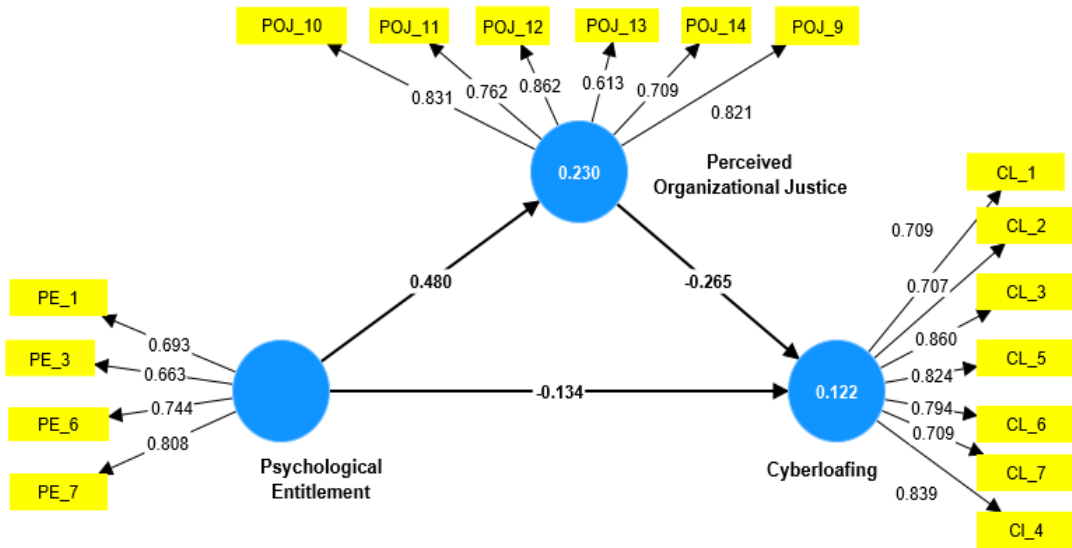 POJ_10
POJ_11
POJ_12
POJ_13
POJ_14
POJ_9
0.831
0.762
0.862
0.613
0.709
0.821
0.230
Perceived
Organizational Justice
CL_1
CL_2
CL_3
CL_5
CL_6
CL_7
CI_4
0.709
0.707
0.860
0.824
0.794
0.709
0.839
0.480
-0.265
-0.134
0.122
Cyberloafing
PE_1
PE_3
PE_6
PE_7
0.693
0.663
0.744
0.808
Psychological
Entitlement